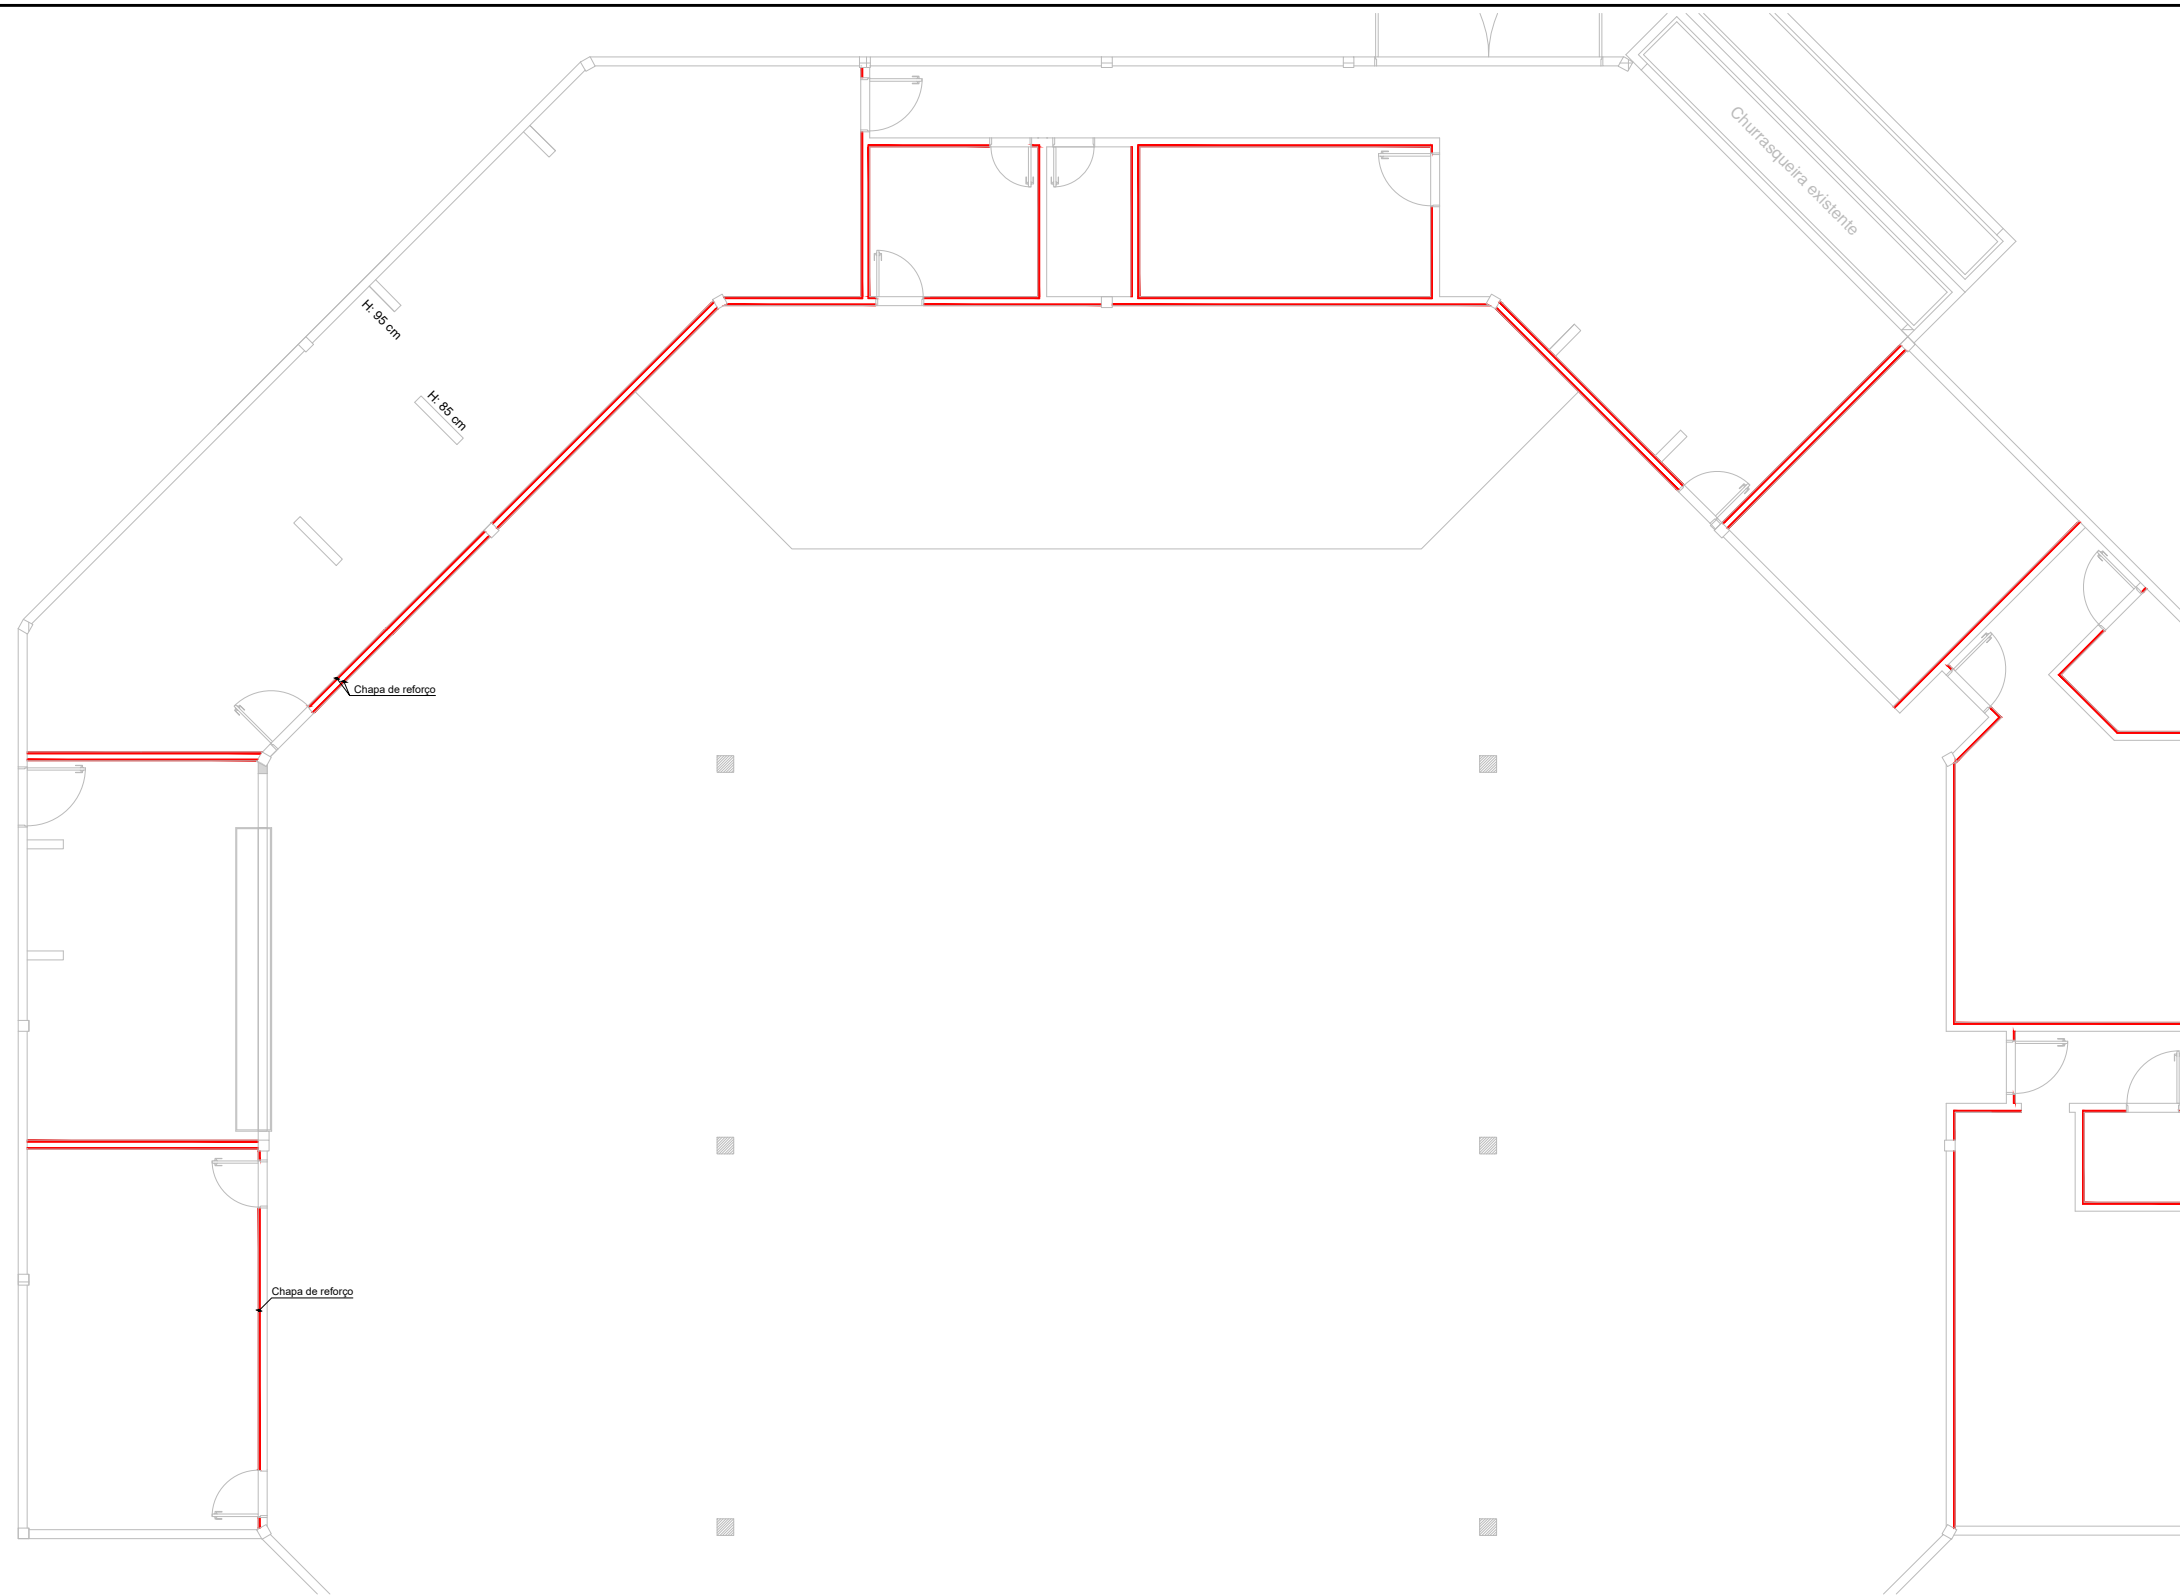 Churrasqueira existente
H: 95 cm
H: 85 cm
Chapa de reforço
Chapa de reforço